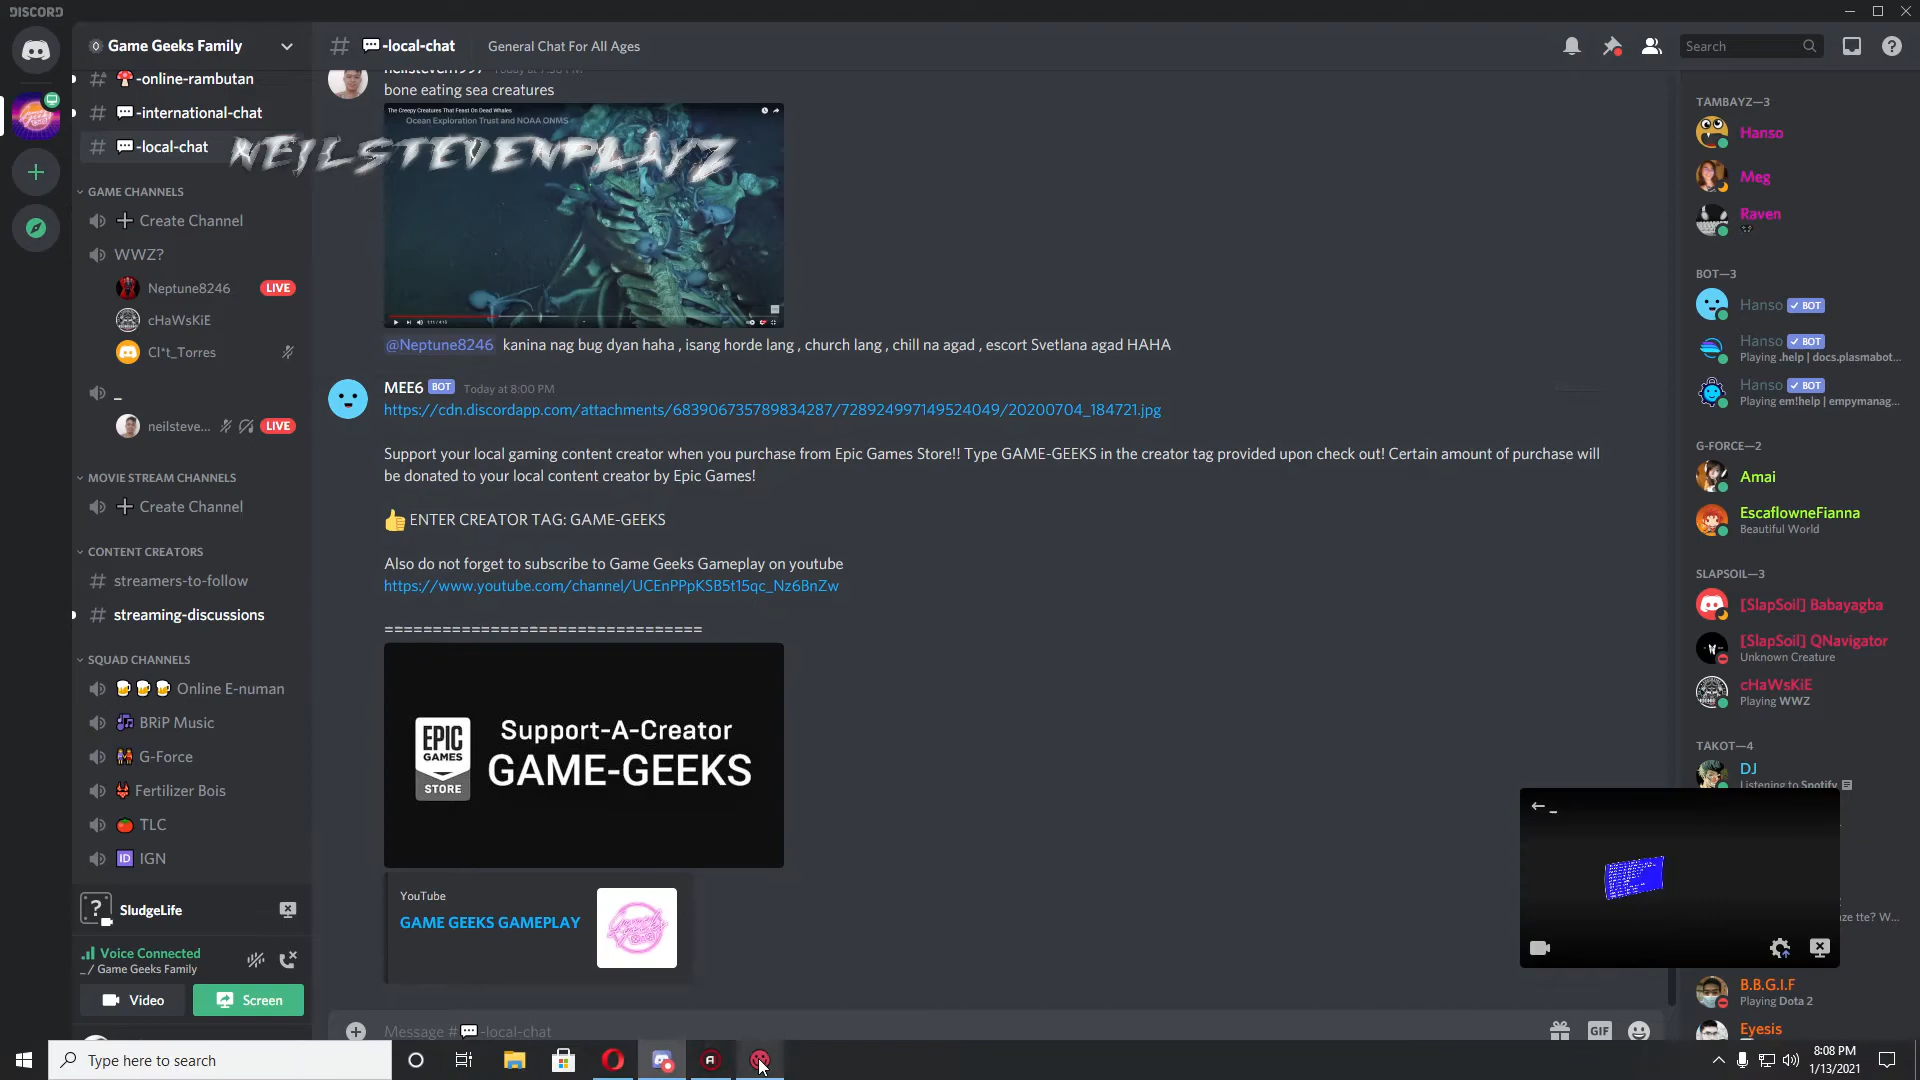 DISCORD
Game Geeks Family
-local-chat
General Chat For All Ages
Search
-online-rambutan
-international-chat
-local-chat
GAME CHANNELS
Create Channel
WWZ?
Neptune8246
LIVE
cHaWsKiE
Cl*t_Torres
_
neilsteve...
LIVE
MOVIE STREAM CHANNELS
Create Channel
CONTENT CREATORS
streamers-to-follow
streaming-discussions
SQUAD CHANNELS
Online E-numan
BRiP Music
G-Force
Fertilizer Bois
TLC
ID IGN
SludgeLife
Voice Connected
_ / Game Geeks Family
Video
Screen
bone eating sea creatures
The Creepy Creatures That Feast On Dead Whales
Ocean Exploration Trust and NOAA ONMS
NEILSTEVENPLAYZ
@Neptune8246 kanina nag bug dyan haha , isang horde lang , church lang , chill na agad , escort Svetlana agad HAHA
MEE6 BOT Today at 8:00 PM
https://cdn.discordapp.com/attachments/683906735789834287/728924997149524049/20200704_184721.jpg
Support your local gaming content creator when you purchase from Epic Games Store!! Type GAME-GEEKS in the creator tag provided upon check out! Certain amount of purchase will
be donated to your local content creator by Epic Games!
ENTER CREATOR TAG: GAME-GEEKS
Also do not forget to subscribe to Game Geeks Gameplay on youtube
https://www.youtube.com/channel/UCEnPPpKSB5t15qc_Nz6BnZw
=================================
EPIC
GAMES
STORE
Support-A-Creator
GAME-GEEKS
YouTube
GAME GEEKS GAMEPLAY
Message #-local-chat
GIF
TAMBAYZ—3
Hanso
Meg
Raven
BOT—3
Hanso BOT
Hanso BOT
Playing .help | docs.plasmabot...
Hanso BOT
Playing em!help | empymanag...
G-FORCE—2
Amai
EscaflowneFianna
Beautiful World
SLAPSOIL—3
[SlapSoil] Babayagba
[SlapSoil] QNavigator
Unknown Creature
cHaWsKiE
Playing WWZ
TAKOT—4
DJ
Listening to Spotify
_
B.B.G.I.F
Playing Dota 2
Eyesis
Type here to search
8:08 PM
1/13/2021